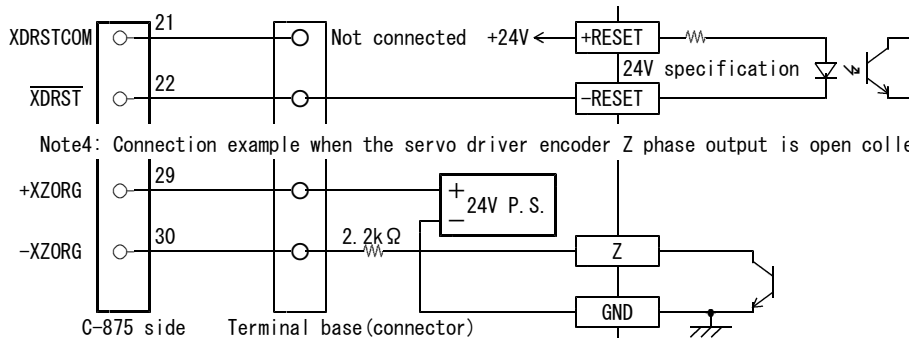 21
XDRSTCOM Not connected +24V +RESET
24V specification
22
XDRST -RESET
Note4: Connection example when the servo driver encoder Z phase output is open colle
29
+XZORG + 24V P.S.
-
30 2.2kΩ
-XZORG Z
GND
C-875 side Terminal base(connector)